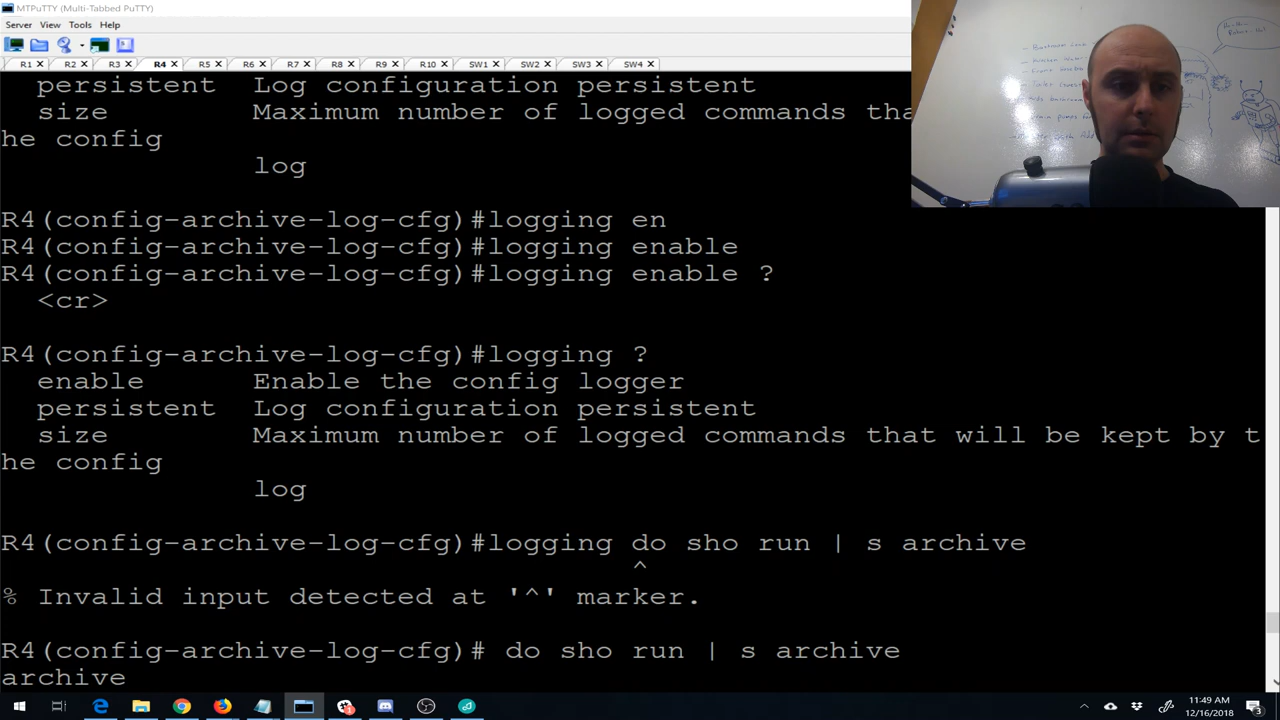 MTPuTTY (Multi-Tabbed PuTTY)
Server View Tools Help
R1 R2 R3 R4 R5 R6 R7 R8 R9 R10 SW1 SW2 SW3 SW4
persistent Log configuration persistent
size Maximum number of logged commands tha
he config
log
R4(config-archive-log-cfg)#logging en
R4(config-archive-log-cfg)#logging enable
R4(config-archive-log-cfg)#logging enable ?
<cr>
R4(config-archive-log-cfg)#logging ?
enable Enable the config logger
persistent Log configuration persistent
size Maximum number of logged commands that will be kept by t
he config
log
R4(config-archive-log-cfg)#logging do sho run | s archive
^
% Invalid input detected at '^' marker.
R4(config-archive-log-cfg)# do sho run | s archive
archive
11:49 AM
12/16/2018
3